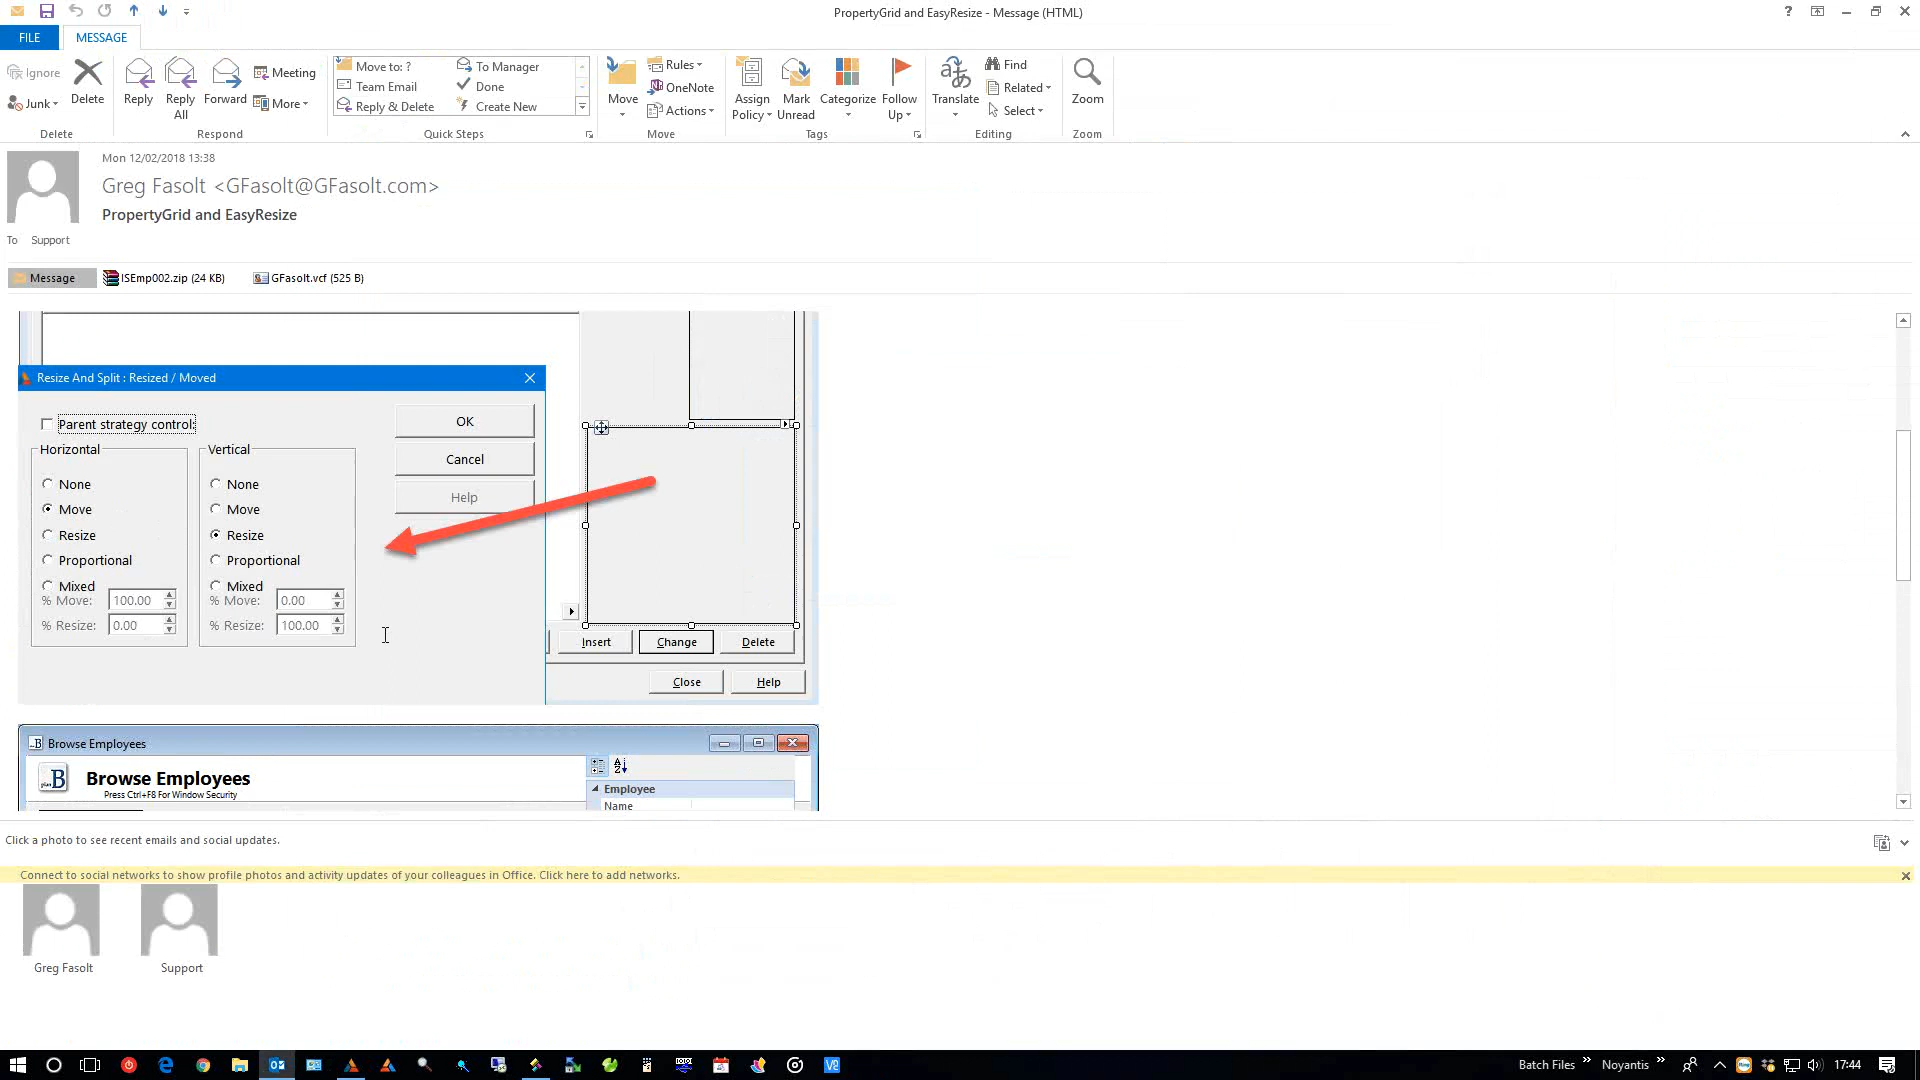 PropertyGrid and EasyResize - Message (HTML)
FILE
MESSAGE
Ignore
Junk
Delete
Delete
Reply
Reply All
Forward
Meeting
More
Respond
Move to: ?
Team Email
Reply & Delete
To Manager
Done
Create New
Quick Steps
Move
Rules
OneNote
Actions
Move
Assign Policy
Mark Unread
Categorize
Follow Up
Tags
Translate
Find
Related
Select
Editing
Zoom
Zoom
Mon 12/02/2018 13:38
Greg Fasolt <GFasolt@GFasolt.com>
PropertyGrid and EasyResize
To Support
Message
ISEmp002.zip (24 KB)
GFasolt.vcf (525 B)
Resize And Split : Resized / Moved
Parent strategy control:
OK
Cancel
Help
Horizontal
None
Move
Resize
Proportional
Mixed
% Move: 100.00
% Resize: 0.00
Vertical
None
Move
Resize
Proportional
Mixed
% Move: 0.00
% Resize: 100.00
Insert
Change
Delete
Close
Help
Browse Employees
Browse Employees
Press Ctrl+F8 For Window Security
Employee
Name
Click a photo to see recent emails and social updates.
Connect to social networks to show profile photos and activity updates of your colleagues in Office. Click here to add networks.
Greg Fasolt
Support
Batch Files
Noyantis
17:44